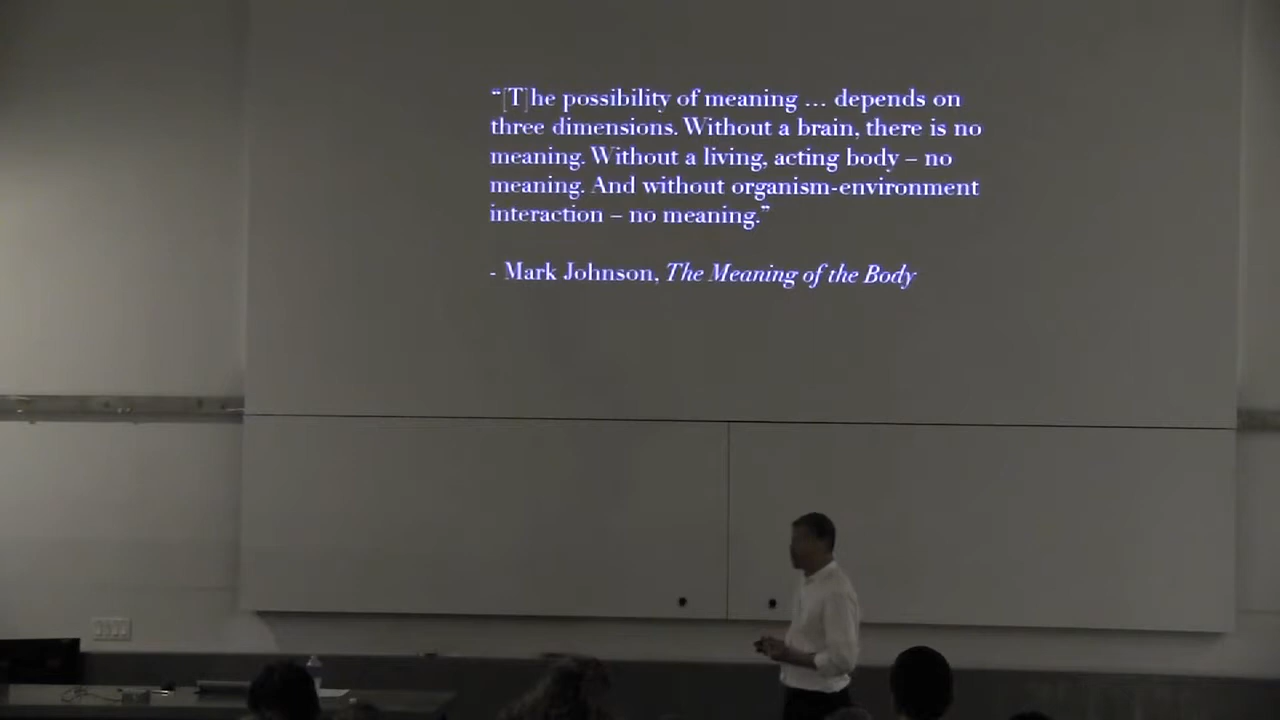 “[T]he possibility of meaning … depends on
three dimensions. Without a brain, there is no
meaning. Without a living, acting body – no
meaning. And without organism-environment
interaction – no meaning.”
- Mark Johnson, The Meaning of the Body